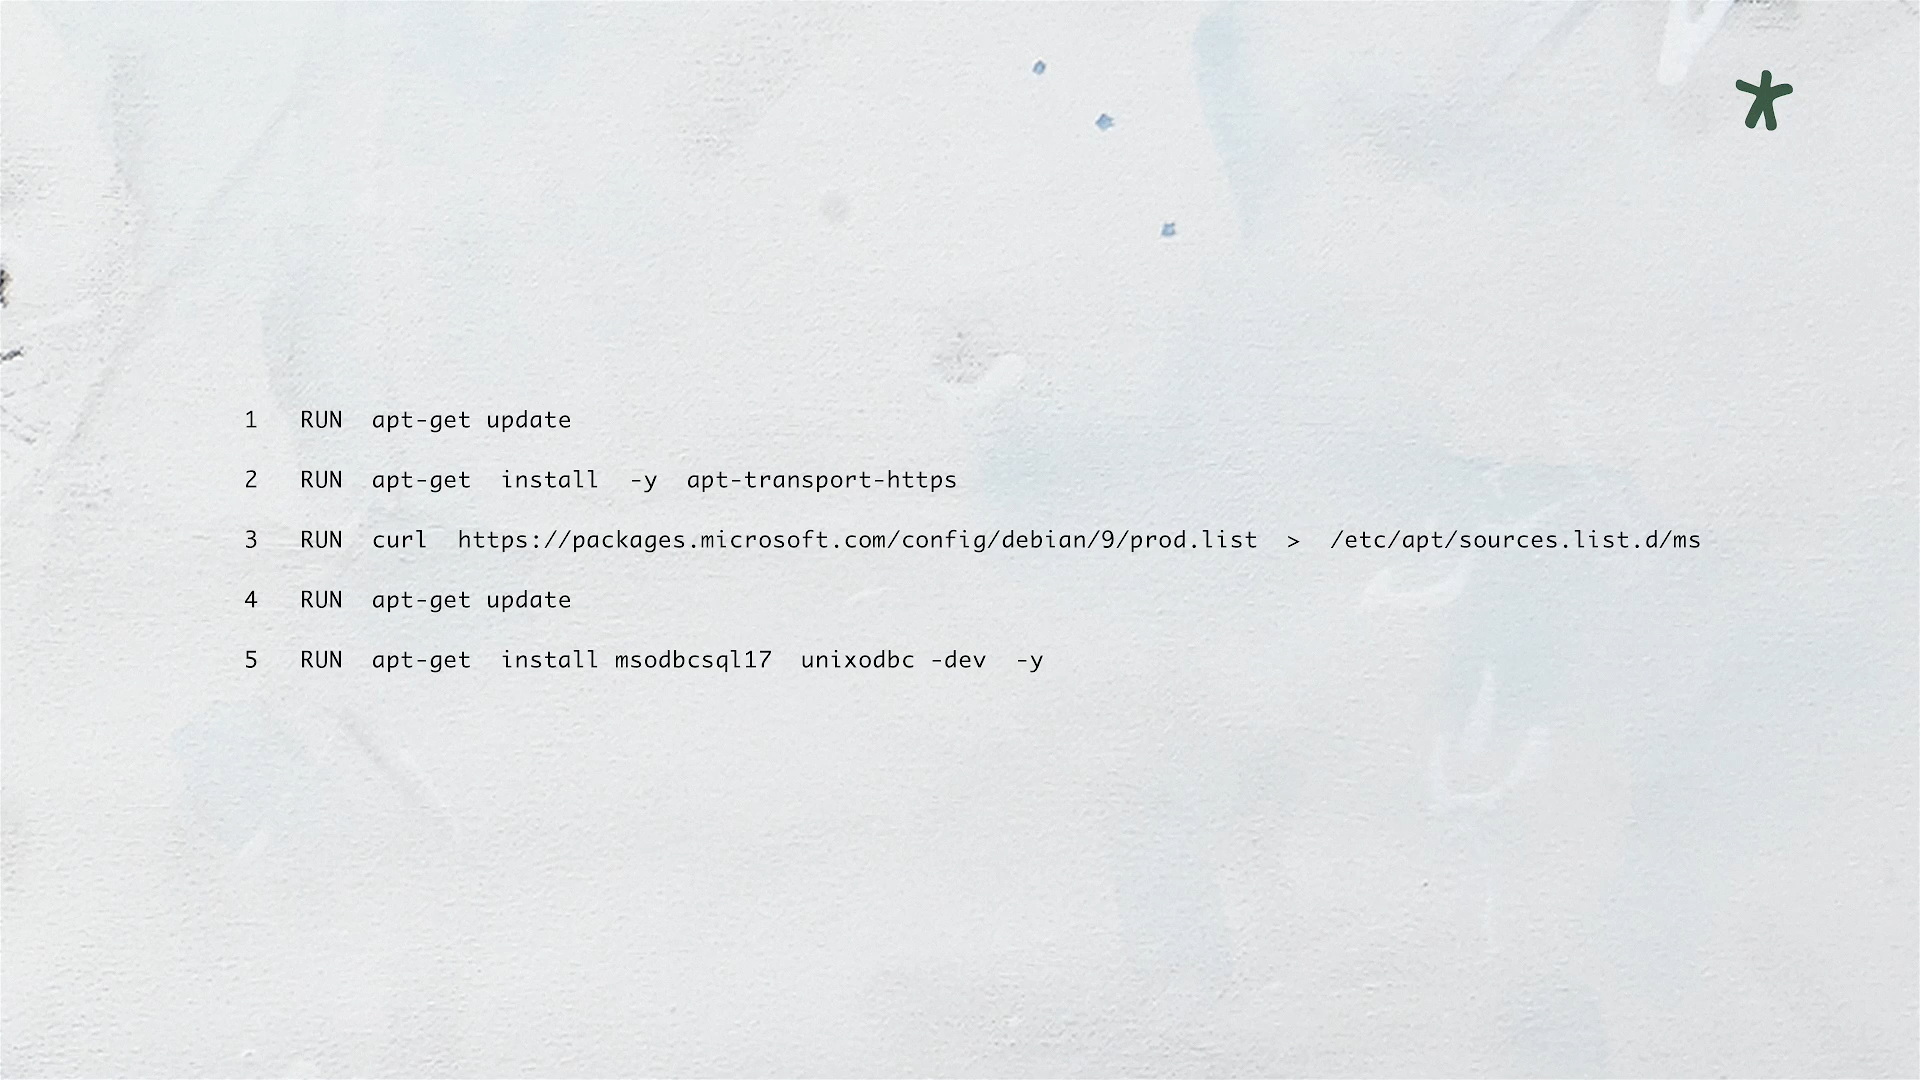 1 RUN apt-get update
2 RUN apt-get install -y apt-transport-https
3 RUN curl https://packages.microsoft.com/config/debian/9/prod.list > /etc/apt/sources.list.d/ms
4 RUN apt-get update
5 RUN apt-get install msodbcsql17 unixodbc -dev -y